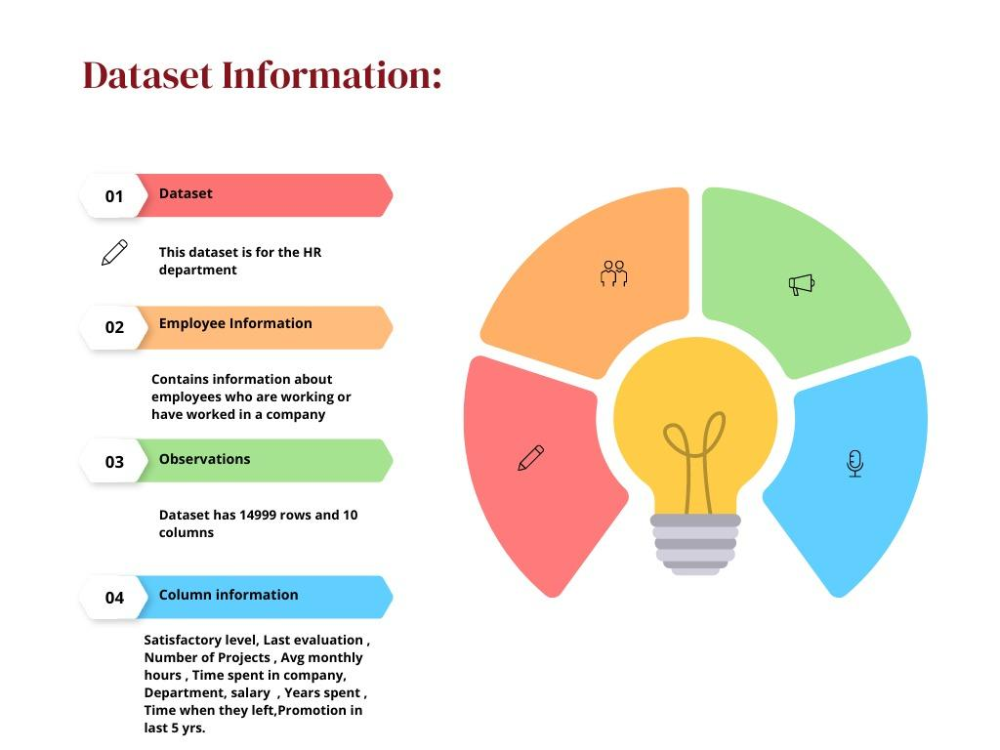 Dataset Information:
01
Dataset
This dataset is for the HR
department
02
Employee Information
Contains information about
employees who are working or
have worked in a company
03
Observations
Dataset has 14999 rows and 10
columns
04
Column information
Satisfactory level, Last evaluation ,
Number of Projects , Avg monthly
hours , Time spent in company,
Department, salary  , Years spent ,
Time when they left,Promotion in
last 5 yrs.